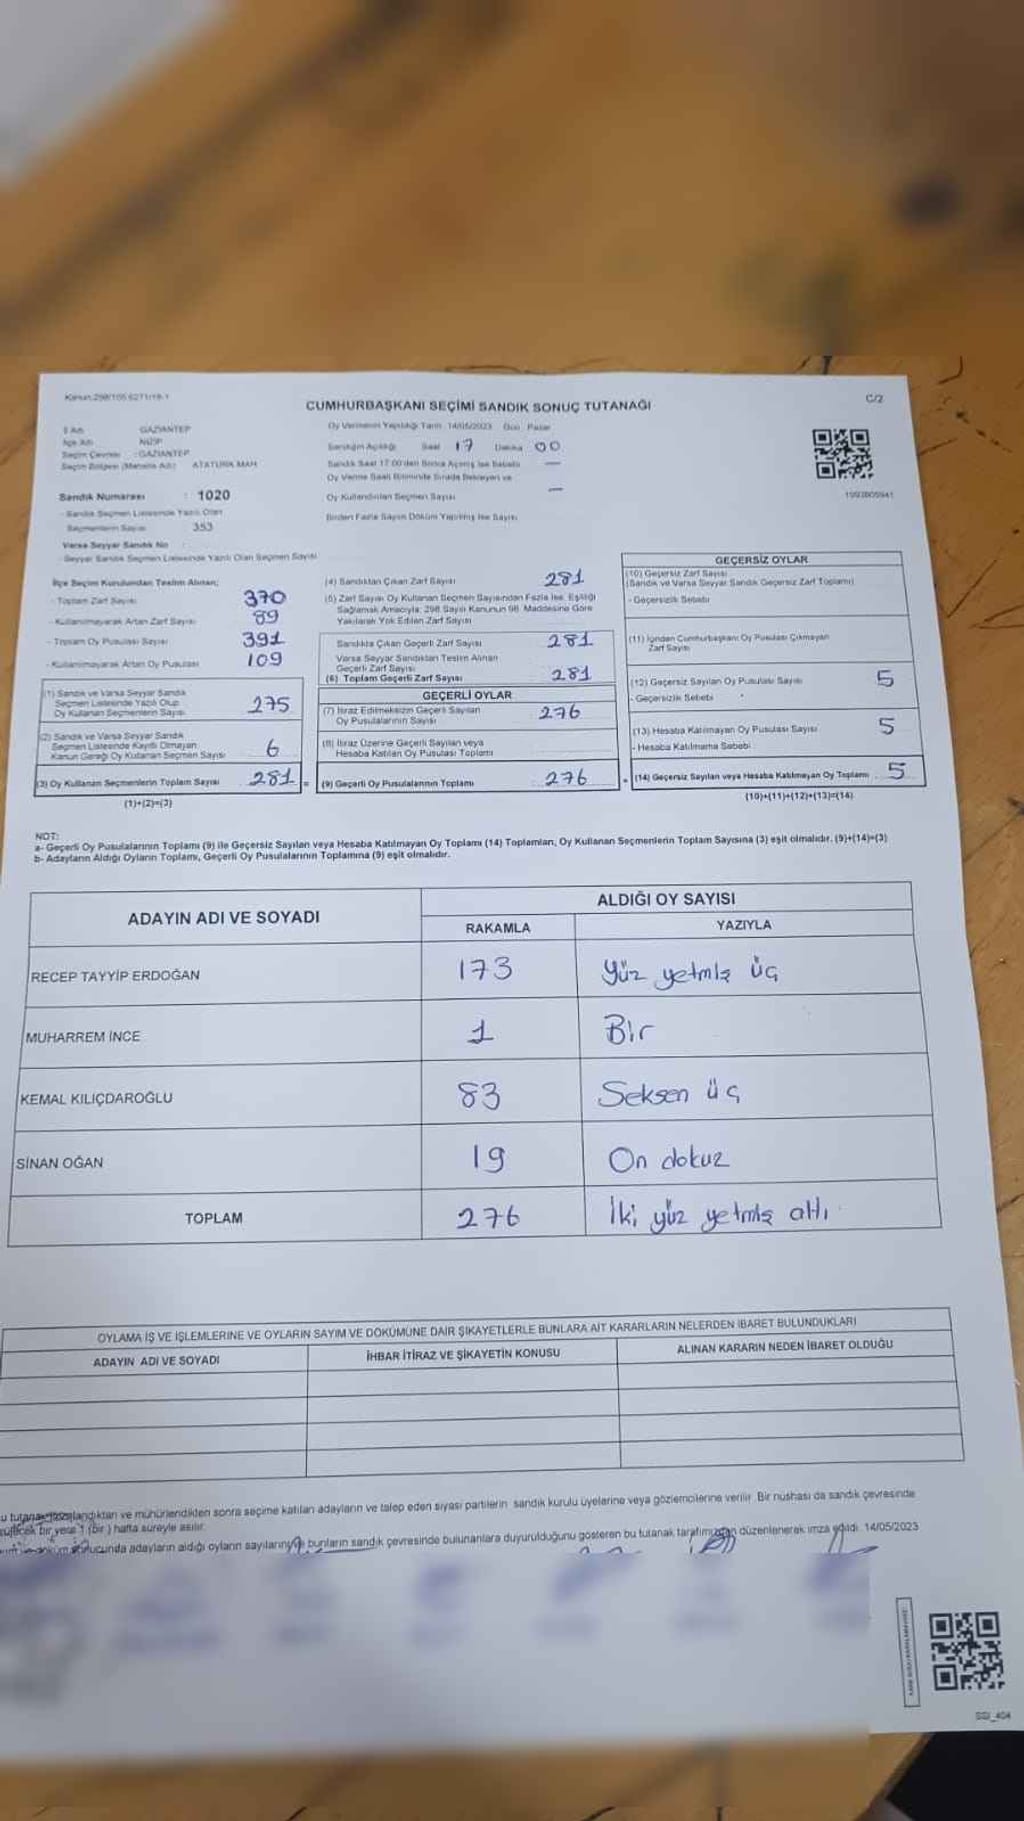 Kanun:298/105 6271/19-1
C/2
CUMHURBAŞKANI SEÇİMİ SANDIK SONUÇ TUTANAĞI
İl Adı : GAZİANTEP
İlçe Adı NIZİP
Seçim Çevresi : GAZİANTEP
Seçim Bölgesi (Mahalle Adı) ATATÜRK MAH
Oy Vermenin Yapıldığı Tarih 14/05/2023 Gün Pazar
Sandığın Açıldığı Saat 17 Dakika 00
Sandık Saat 17:00'den Sonra Açılmış İse Sebebi —
Oy Verme Saati Bitiminde Sırada Bekleyen ve
Oy Kullandırılan Seçmen Sayısı —
Birden Fazla Sayım Döküm Yapılmış İse Sayısı
Sandık Numarası : 1020
- Sandık Seçmen Listesinde Yazılı Olan
Seçmenlerin Sayısı 353
Varsa Seyyar Sandık No :
- Seyyar Sandık Seçmen Listesinde Yazılı Olan Seçmen Sayısı
İlçe Seçim Kurulundan Teslim Alınan;
- Toplam Zarf Sayısı 370
- Kullanılmayarak Artan Zarf Sayısı 89
- Toplam Oy Pusulası Sayısı 391
- Kullanılmayarak Artan Oy Pusulası 109
(1) Sandık ve Varsa Seyyar Sandık
Seçmen Listesinde Yazılı Olup
Oy Kullanan Seçmenlerin Sayısı 275
(2) Sandık ve Varsa Seyyar Sandık
Seçmen Listesinde Kayıtlı Olmayan
Kanun Gereği Oy Kullanan Seçmen Sayısı 6
(3) Oy Kullanan Seçmenlerin Toplam Sayısı 281 =
(1)+(2)=(3)
(4) Sandıktan Çıkan Zarf Sayısı 281
(5) Zarf Sayısı Oy Kullanan Seçmen Sayısından Fazla İse, Eşitliği
Sağlamak Amacıyla; 298 Sayılı Kanunun 98. Maddesine Göre
Yakılarak Yok Edilen Zarf Sayısı
Sandıkta Çıkan Geçerli Zarf Sayısı 281
Varsa Seyyar Sandıktan Teslim Alınan
Geçerli Zarf Sayısı
(6) Toplam Geçerli Zarf Sayısı 281
GEÇERLİ OYLAR
(7) İtiraz Edilmeksizin Geçerli Sayılan
Oy Pusulalarının Sayısı 276
(8) İtiraz Üzerine Geçerli Sayılan veya
Hesaba Katılan Oy Pusulası Toplamı
(9) Geçerli Oy Pusulalarının Toplamı 276 +
GEÇERSİZ OYLAR
(10) Geçersiz Zarf Sayısı
(Sandık ve Varsa Seyyar Sandık Geçersiz Zarf Toplamı)
- Geçersizlik Sebebi
(11) İçinden Cumhurbaşkanı Oy Pusulası Çıkmayan
Zarf Sayısı
(12) Geçersiz Sayılan Oy Pusulası Sayısı 5
- Geçersizlik Sebebi
(13) Hesaba Katılmayan Oy Pusulası Sayısı 5
- Hesaba Katılmama Sebebi
(14) Geçersiz Sayılan veya Hesaba Katılmayan Oy Toplamı 5
(10)+(11)+(12)+(13)=(14)
NOT:
a- Geçerli Oy Pusulalarının Toplamı (9) ile Geçersiz Sayılan veya Hesaba Katılmayan Oy Toplamı (14) Toplamları, Oy Kullanan Seçmenlerin Toplam Sayısına (3) eşit olmalıdır. (9)+(14)=(3)
b- Adayların Aldığı Oyların Toplamı, Geçerli Oy Pusulalarının Toplamına (9) eşit olmalıdır.
ADAYIN ADI VE SOYADI ALDIĞI OY SAYISI
RAKAMLA YAZIYLA
RECEP TAYYİP ERDOĞAN 173 Yüz yetmiş üç
MUHARREM İNCE 1 Bir
KEMAL KILIÇDAROĞLU 83 Seksen üç
SİNAN OĞAN 19 On dokuz
TOPLAM 276 İki yüz yetmiş altı
OYLAMA İŞ VE İŞLEMLERİNE VE OYLARIN SAYIM VE DÖKÜMÜNE DAİR ŞİKAYETLERLE BUNLARA AİT KARARLARIN NELERDEN İBARET BULUNDUKLARI
ADAYIN ADI VE SOYADI İHBAR İTİRAZ VE ŞİKAYETİN KONUSU ALINAN KARARIN NEDEN İBARET OLDUĞU
ve mühürlendikten sonra seçime katılan adayların ve talep eden siyasi partilerin sandık kurulu üyelerine veya gözlemcilerine verilir. Bir nüshası da sandık çevresinde
bir yere 1 (bir ) hafta süreyle asılır.
adayların aldığı oyların sayılarını bunların sandık çevresinde bulunanlara duyurulduğunu gösteren bu tutanak tarafımızdan düzenlenerek imza edildi. 14/05/2023